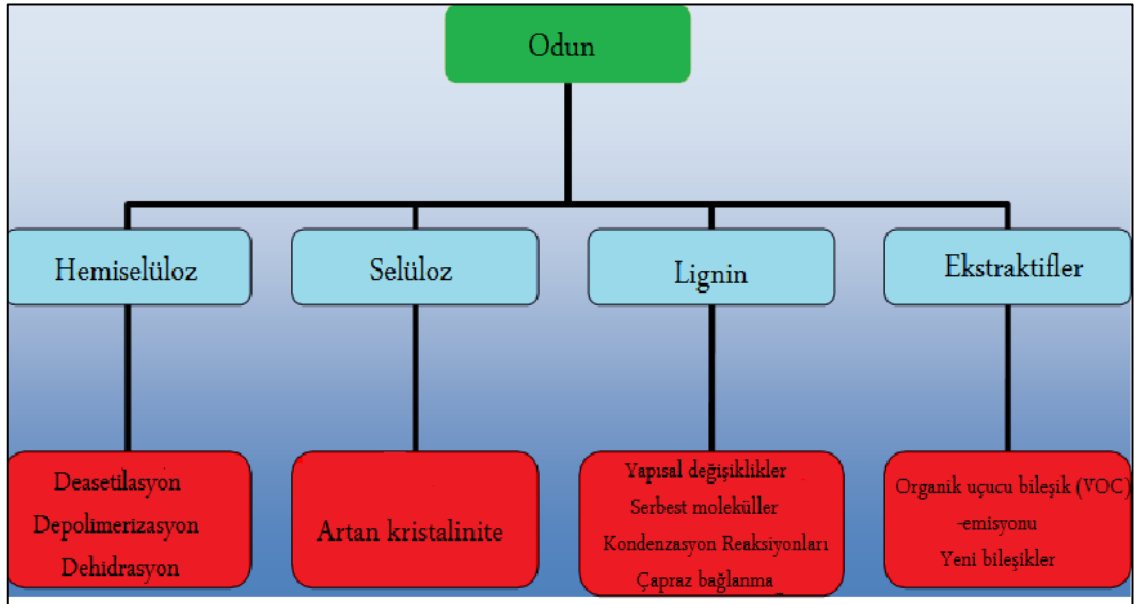 Odun
Hemiselüloz
Selüloz
Lignin
Ekstraktifler
Deasetilasyon
Depolimerizasyon
Dehidrasyon
Artan kristalinite
Yapısal değişiklikler
Serbest moleküller
Kondenzasyon Reaksiyonları
Çapraz bağlanma
Organik uçucu bileşik (VOC)
-emisyonu
Yeni bileşikler